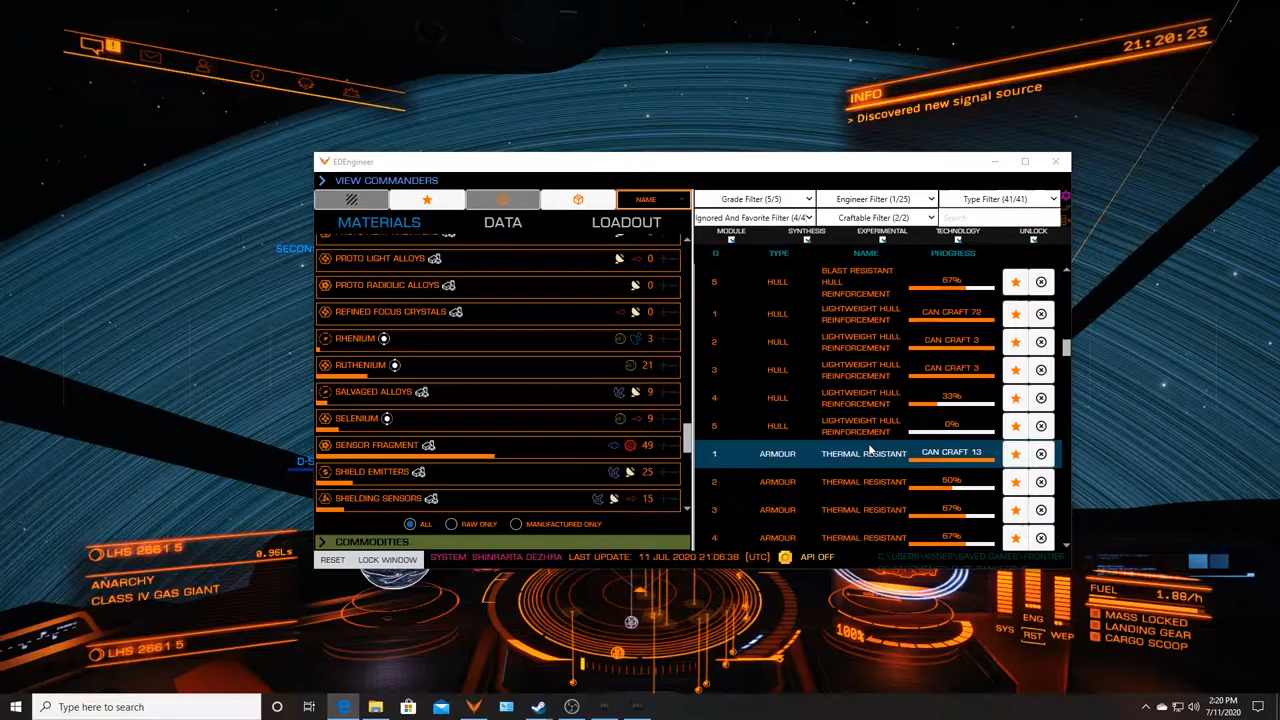 21:20:23
INFO
> Discovered new signal source
EDEngineer
VIEW COMMANDERS
NAME
Grade Filter (5/5)
Engineer Filter (1/25)
Type Filter (41/41)
MATERIALS
DATA
LOADOUT
Ignored And Favorite Filter (4/4
Craftable Filter (2/2)
Search
MODULE
SYNTHESIS
EXPERIMENTAL
TECHNOLOGY
UNLOCK
G
TYPE
NAME
PROGRESS
PROTO LIGHT ALLOYS 0
PROTO RADIOLIC ALLOYS 0
REFINED FOCUS CRYSTALS 0
RHENIUM 3
RUTHENIUM 21
SALVAGED ALLOYS 9
SELENIUM 9
SENSOR FRAGMENT 49
SHIELD EMITTERS 25
SHIELDING SENSORS 15
ALL
RAW ONLY
MANUFACTURED ONLY
COMMODITIES
5 HULL BLAST RESISTANT HULL REINFORCEMENT 67%
1 HULL LIGHTWEIGHT HULL REINFORCEMENT CAN CRAFT 72
2 HULL LIGHTWEIGHT HULL REINFORCEMENT CAN CRAFT 3
3 HULL LIGHTWEIGHT HULL REINFORCEMENT CAN CRAFT 3
4 HULL LIGHTWEIGHT HULL REINFORCEMENT 33%
5 HULL LIGHTWEIGHT HULL REINFORCEMENT 0%
1 ARMOUR THERMAL RESISTANT CAN CRAFT 13
2 ARMOUR THERMAL RESISTANT 50%
3 ARMOUR THERMAL RESISTANT 67%
4 ARMOUR THERMAL RESISTANT 67%
RESET
LOCK WINDOW
SYSTEM: SHINRARTA DEZHRA
LAST UPDATE: 11 JUL 2020 21:06:38 [UTC]
API OFF
SECON
D-S
LHS 2661 5
0.96Ls
ANARCHY
CLASS IV GAS GIANT
LHS 2661 5
100%
SYS
ENG
RST
WEP
FUEL
1.88/h
MASS LOCKED
LANDING GEAR
CARGO SCOOP
Type here to search
2:20 PM
7/11/2020